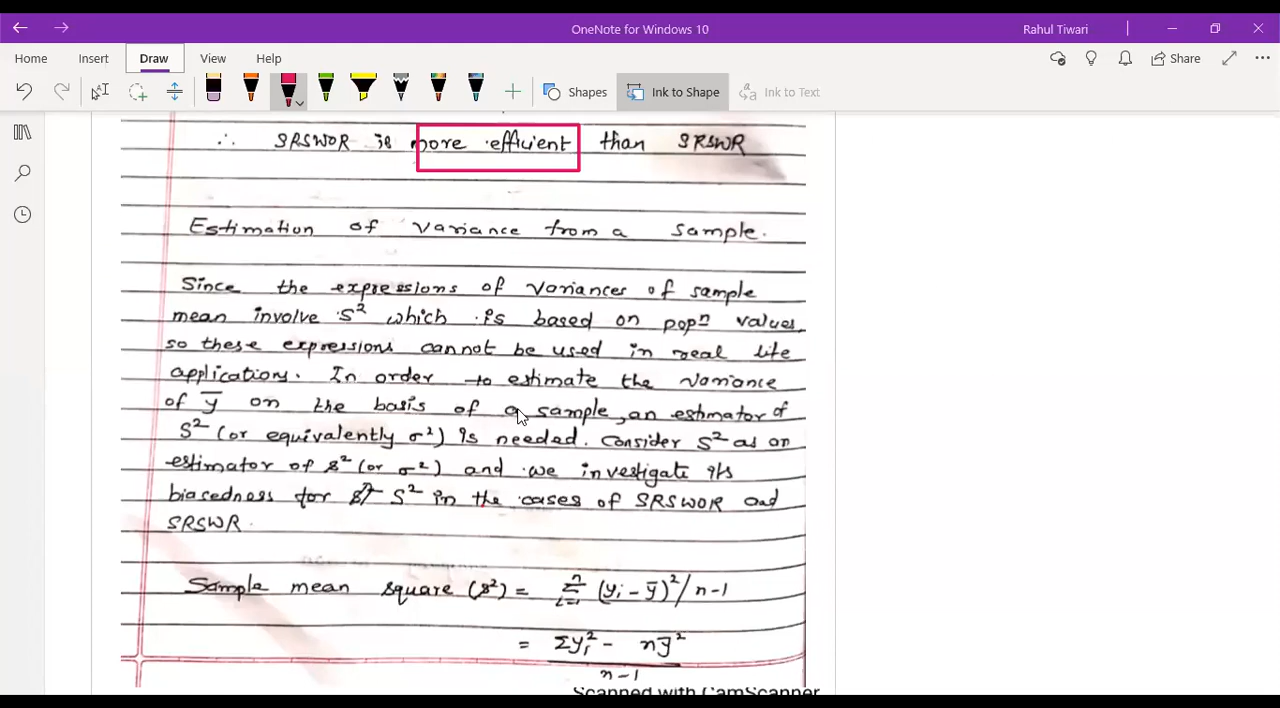 OneNote for Windows 10
Rahul Tiwari
Home Insert Draw View Help
Share
Shapes
Ink to Shape
Ink to Text
∴ SRSWOR is more efficient than SRSWR
Estimation of variance from a sample.
Since the expressions of variances of sample
mean involve S² which is based on popⁿ values,
so these expressions cannot be used in real life
applications. In order to estimate the variance
of ȳ on the basis of a sample, an estmator of
S² (or equivalently σ²) is needed. Consider S² as an
estimator of s² (or σ²) and we investigate its
biasedness for S² in the cases of SRSWOR and
SRSWR.
Sample mean square (s²) = Σⁿᵢ₌₁ (yᵢ - ȳ)²/n-1
= Σyᵢ² - nȳ²
n-1
Scanned with CamScanner